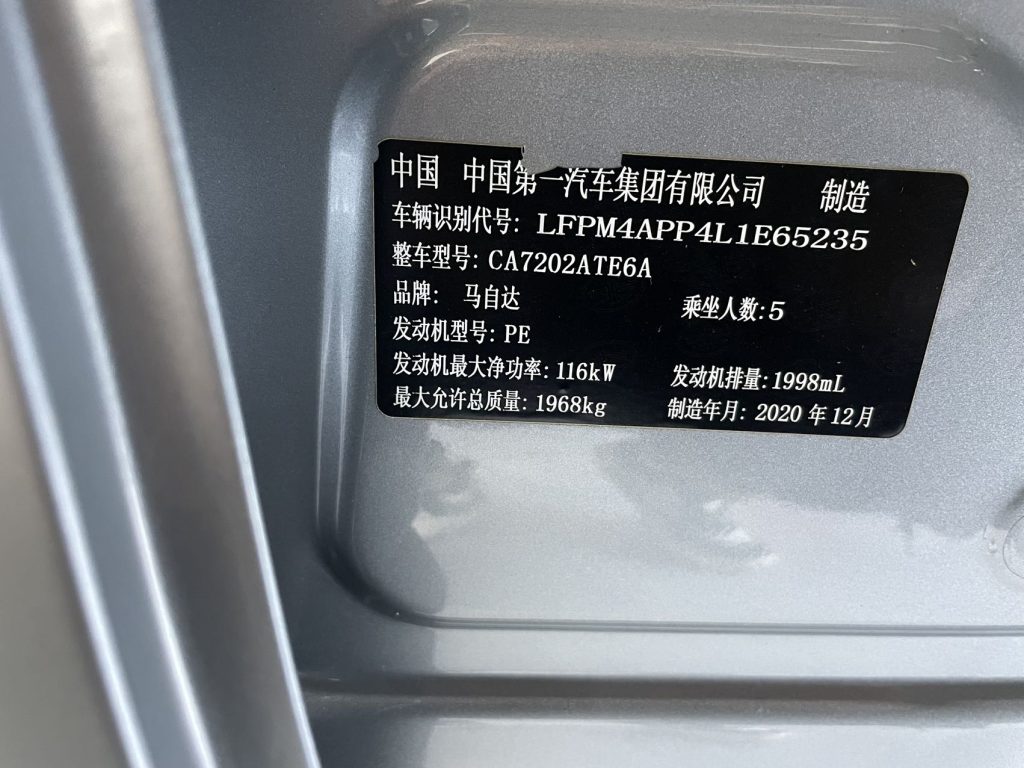 中国 中国第一汽车集团有限公司 制造
车辆识别代号: LFPM4APP4L1E65235
整车型号: CA7202ATE6A
品牌: 马自达 乘坐人数:5
发动机型号: PE
发动机最大净功率: 116kW 发动机排量:1998mL
最大允许总质量: 1968kg 制造年月: 2020 年 12 月